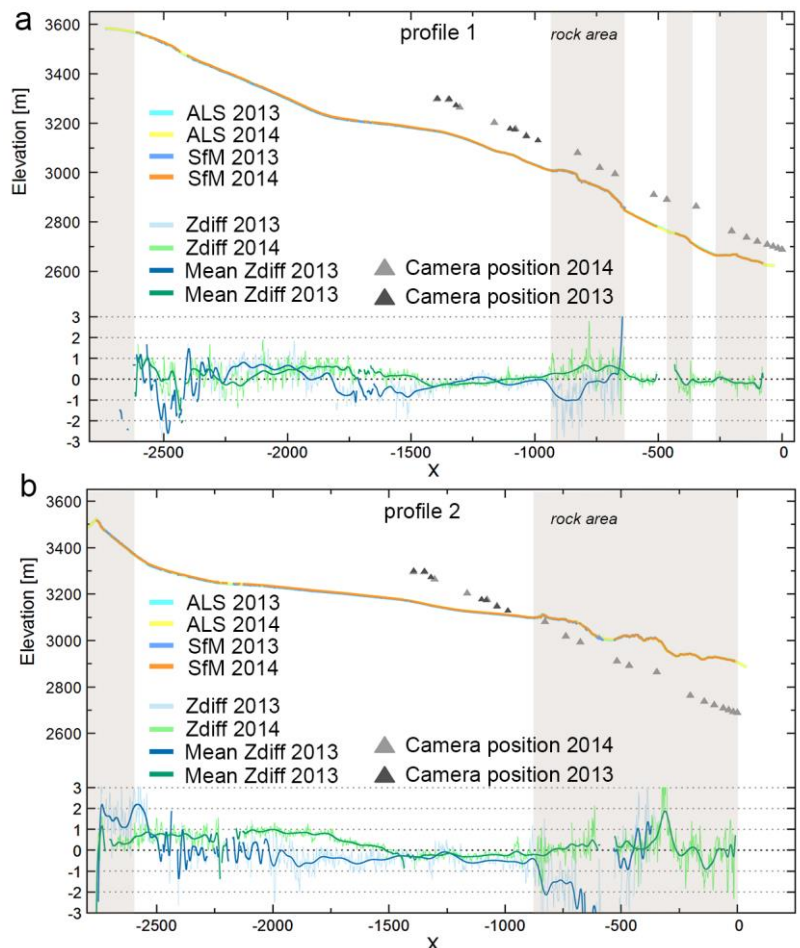 a
profile 1
rock area
3600
3400
3200
3000
2800
2600
Elevation [m]
ALS 2013
ALS 2014
SfM 2013
SfM 2014
Zdiff 2013
Zdiff 2014
Mean Zdiff 2013
Mean Zdiff 2013
Camera position 2014
Camera position 2013
3
2
1
0
-1
-2
-3
-2500
-2000
-1500
-1000
-500
0
X
b
profile 2
rock area
3600
3400
3200
3000
2800
2600
Elevation [m]
ALS 2013
ALS 2014
SfM 2013
SfM 2014
Zdiff 2013
Zdiff 2014
Mean Zdiff 2013
Mean Zdiff 2013
Camera position 2014
Camera position 2013
3
2
1
0
-1
-2
-3
-2500
-2000
-1500
-1000
-500
0
X